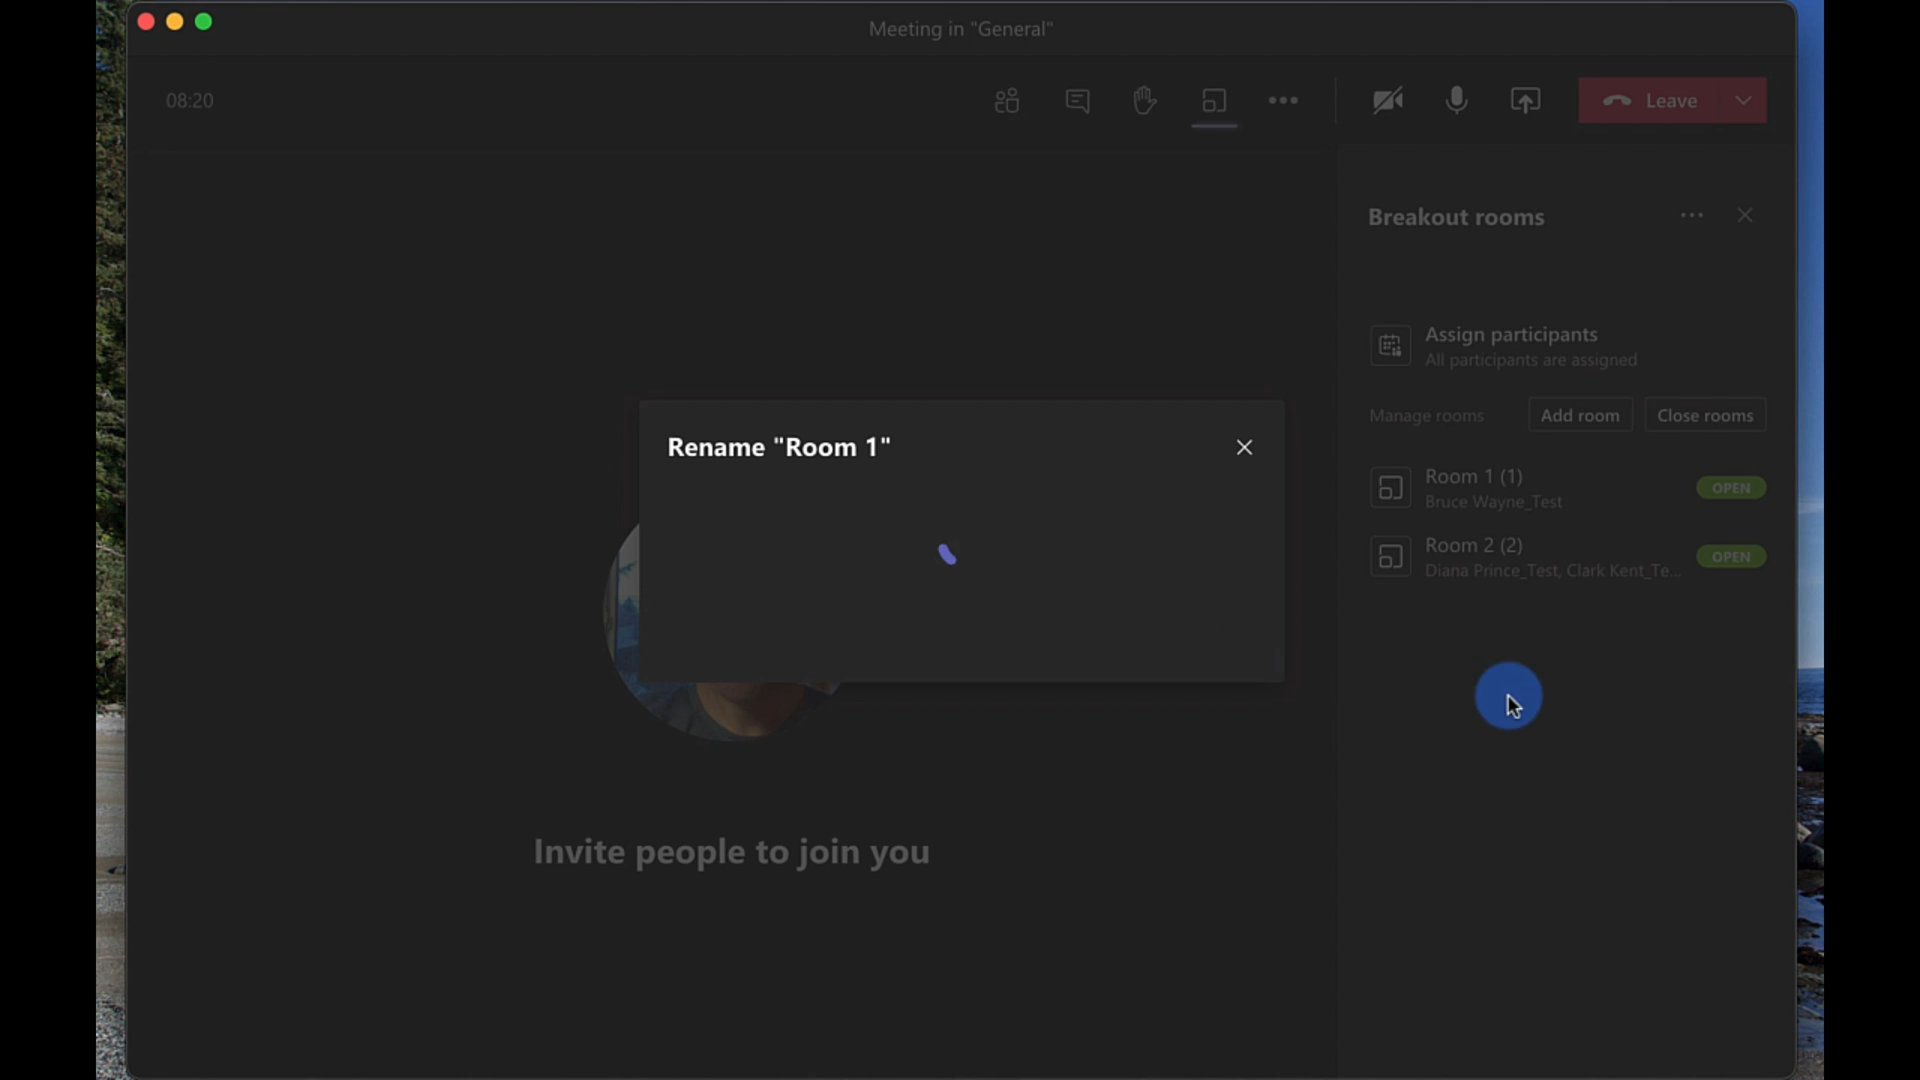 Meeting in "General"
08:20
Leave
Breakout rooms
Assign participants
All participants are assigned
Manage rooms
Add room
Close rooms
Rename "Room 1"
Room 1 (1)
OPEN
Bruce Wayne_Test
Room 2 (2)
OPEN
Diana Prince_Test, Clark Kent_Te...
Invite people to join you